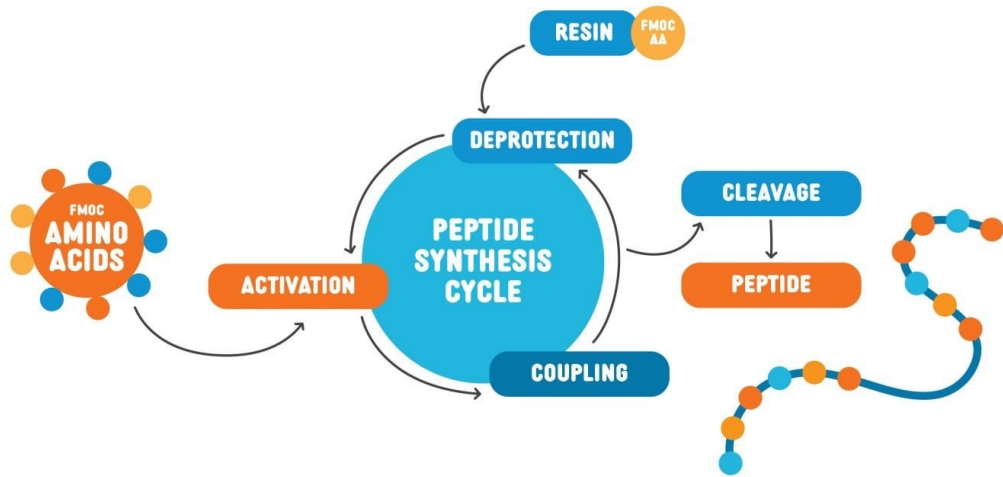 RESIN
FMOC
AA
DEPROTECTION
CLEAVAGE
FMOC
AMINO
ACIDS
PEPTIDE
SYNTHESIS
CYCLE
ACTIVATION
PEPTIDE
COUPLING